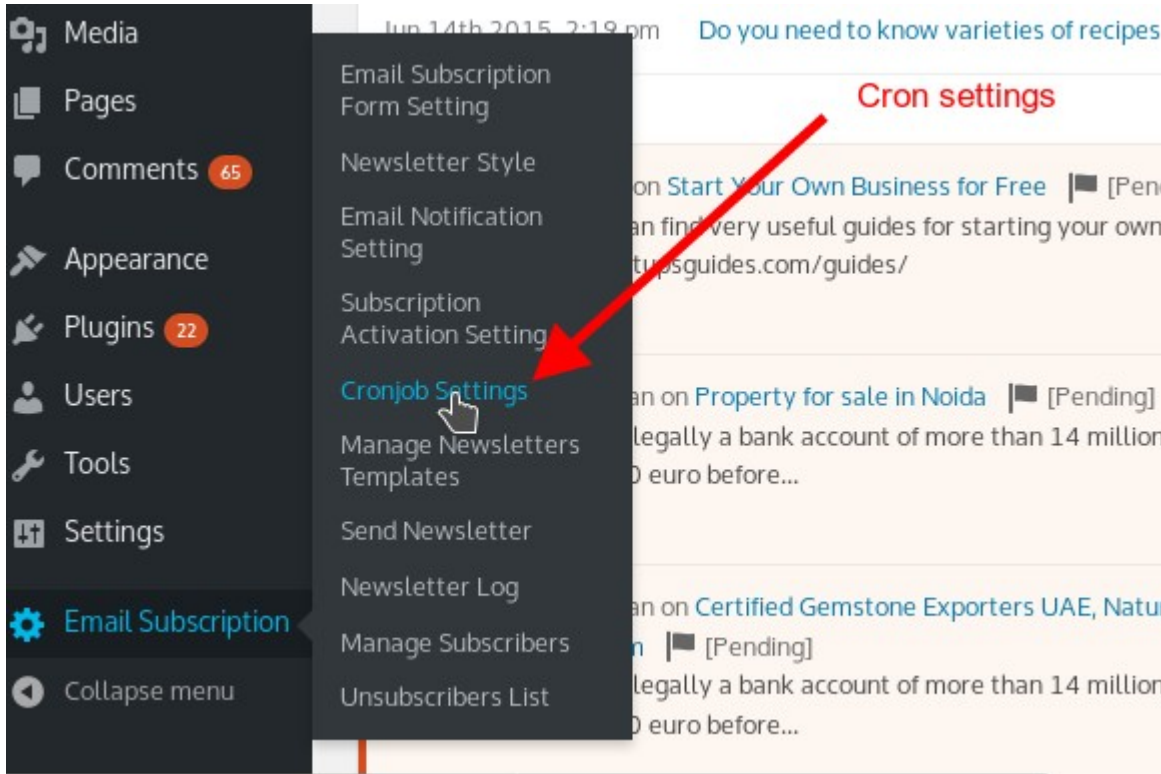 Media
Pages
Comments 65
Appearance
Plugins 22
Users
Tools
Settings
Email Subscription
Collapse menu
Email Subscription
Form Setting
Newsletter Style
Email Notification
Setting
Subscription
Activation Setting
Cronjob Settings
Manage Newsletters
Templates
Send Newsletter
Newsletter Log
Manage Subscribers
Unsubscribers List
Jun 14th 2015, 2:19 pm Do you need to know varieties of recipes
Cron settings
on Start Your Own Business for Free [Pen
an find very useful guides for starting your own
tupsguides.com/guides/
an on Property for sale in Noida [Pending]
legally a bank account of more than 14 million
0 euro before...
an on Certified Gemstone Exporters UAE, Natu
[Pending]
legally a bank account of more than 14 million
0 euro before...